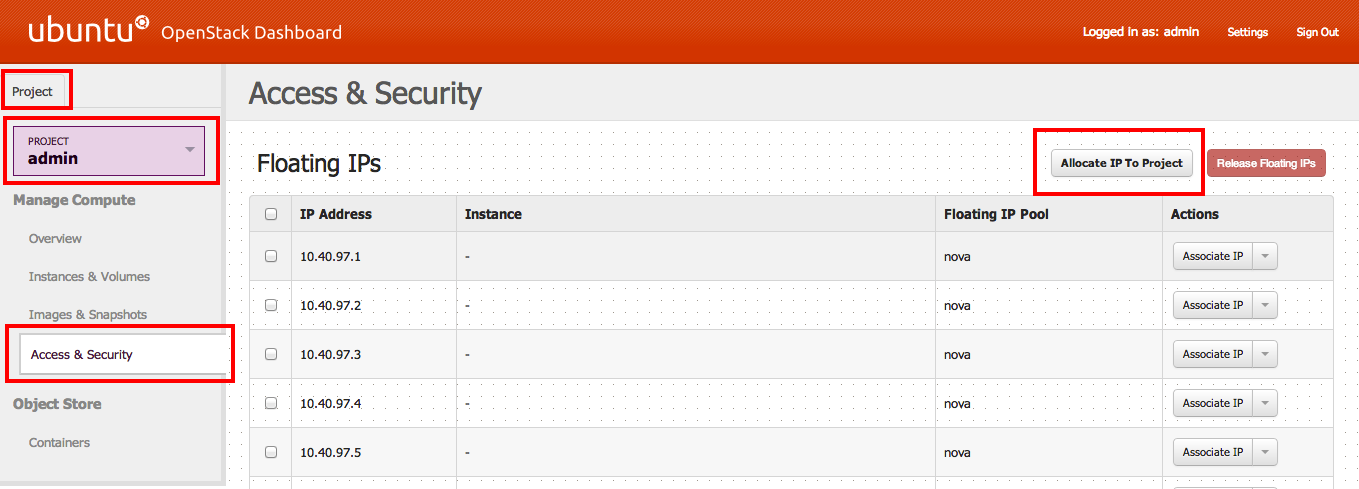 ubuntu OpenStack Dashboard
Logged in as: admin Settings Sign Out
Project
PROJECT
admin
Manage Compute
Overview
Instances & Volumes
Images & Snapshots
Access & Security
Object Store
Containers
Access & Security
Floating IPs
Allocate IP To Project Release Floating IPs
IP Address Instance Floating IP Pool Actions
10.40.97.1 - nova Associate IP
10.40.97.2 - nova Associate IP
10.40.97.3 - nova Associate IP
10.40.97.4 - nova Associate IP
10.40.97.5 - nova Associate IP